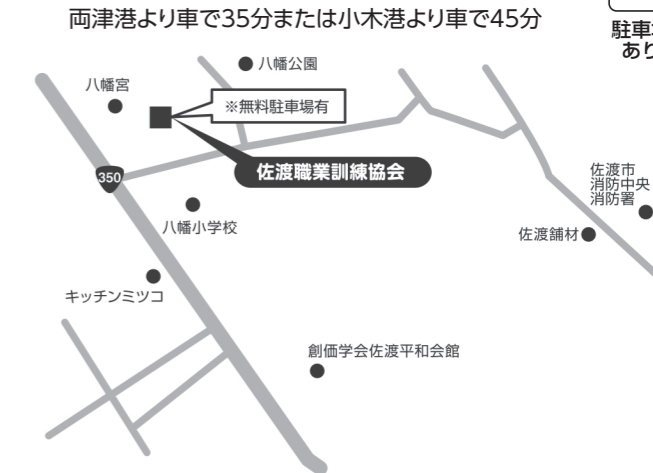 両津港より車で35分または小木港より車で45分
駐車
あり
八幡公園
八幡宮
※無料駐車場有
佐渡職業訓練協会
350
佐渡市
消防中央
消防署
八幡小学校
佐渡舗材
キッチンミツコ
創価学会佐渡平和会館